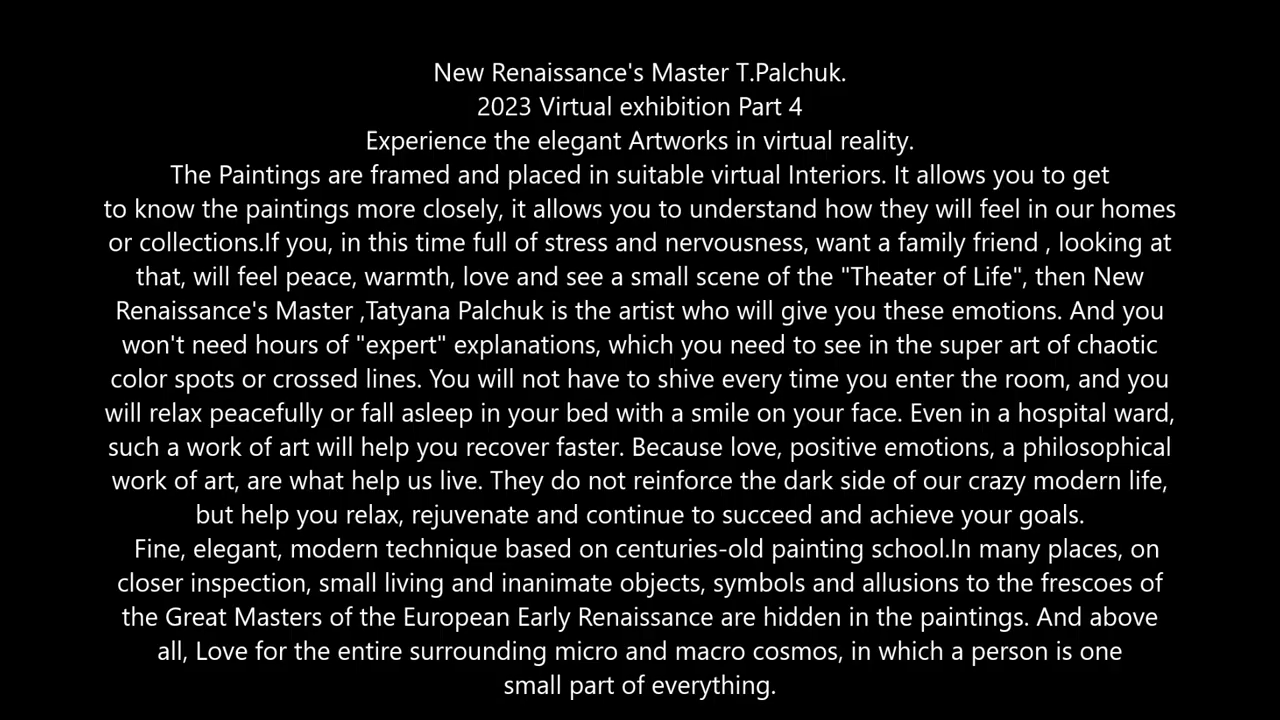 New Renaissance's Master T.Palchuk.
2023 Virtual exhibition Part 4
Experience the elegant Artworks in virtual reality.
The Paintings are framed and placed in suitable virtual Interiors. It allows you to get
to know the paintings more closely, it allows you to understand how they will feel in our homes
or collections.If you, in this time full of stress and nervousness, want a family friend , looking at
that, will feel peace, warmth, love and see a small scene of the "Theater of Life", then New
Renaissance's Master ,Tatyana Palchuk is the artist who will give you these emotions. And you
won't need hours of "expert" explanations, which you need to see in the super art of chaotic
color spots or crossed lines. You will not have to shive every time you enter the room, and you
will relax peacefully or fall asleep in your bed with a smile on your face. Even in a hospital ward,
such a work of art will help you recover faster. Because love, positive emotions, a philosophical
work of art, are what help us live. They do not reinforce the dark side of our crazy modern life,
but help you relax, rejuvenate and continue to succeed and achieve your goals.
Fine, elegant, modern technique based on centuries-old painting school.In many places, on
closer inspection, small living and inanimate objects, symbols and allusions to the frescoes of
the Great Masters of the European Early Renaissance are hidden in the paintings. And above
all, Love for the entire surrounding micro and macro cosmos, in which a person is one
small part of everything.